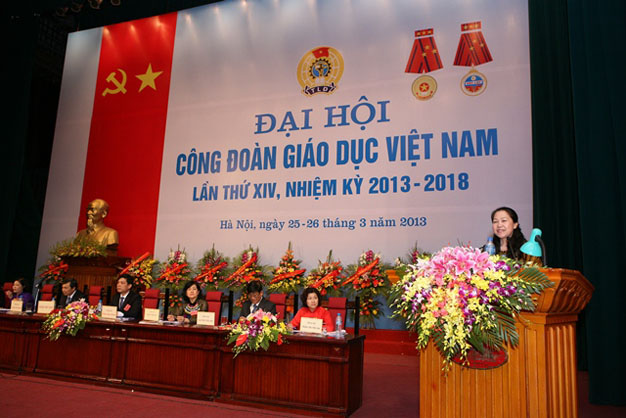 TLD
ĐẠI HỘI
CÔNG ĐOÀN GIÁO DỤC VIỆT NAM
LẦN THỨ XIV, NHIỆM KỲ 2013-2018
Hà Nội, ngày 25-26 tháng 3 năm 2013